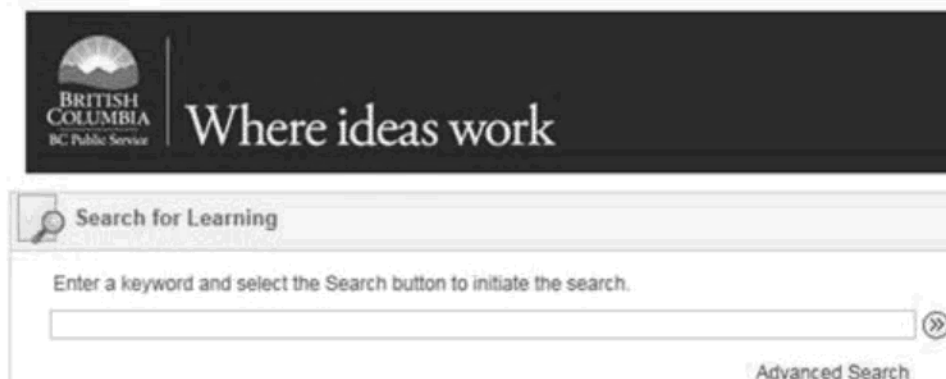 BRITISH
COLUMBIA
BC Public Service
Where ideas work
Search for Learning
Enter a keyword and select the Search button to initiate the search.
Advanced Search